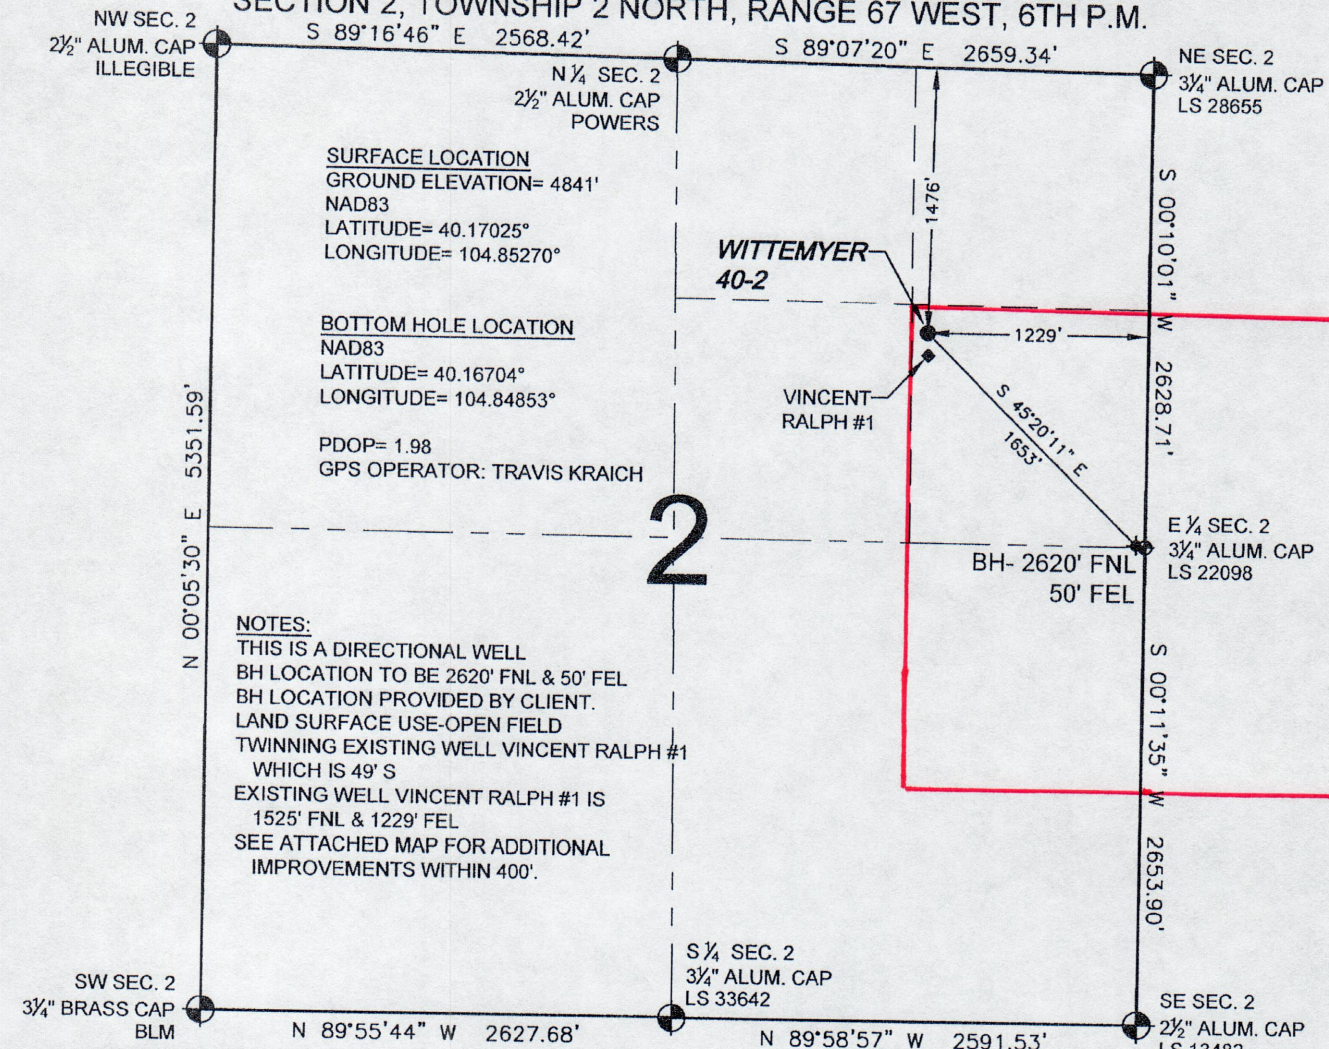 SECTION 2, TOWNSHIP 2 NORTH, RANGE 67 WEST, 6TH P.M.
NW SEC. 2
2½" ALUM. CAP
ILLEGIBLE
S 89°16'46" E 2568.42'
N ¼ SEC. 2
2½" ALUM. CAP
POWERS
S 89°07'20" E 2659.34'
NE SEC. 2
3¼" ALUM. CAP
LS 28655
SURFACE LOCATION
GROUND ELEVATION= 4841'
NAD83
LATITUDE= 40.17025°
LONGITUDE= 104.85270°
BOTTOM HOLE LOCATION
NAD83
LATITUDE= 40.16704°
LONGITUDE= 104.84853°
PDOP= 1.98
GPS OPERATOR: TRAVIS KRAICH
1476'
WITTEMYER
40-2
1229'
VINCENT
RALPH #1
S 45°20'11" E
1653'
S 00°10'01" W 2628.71'
N 00°05'30" E 5351.59'
2
BH- 2620' FNL
50' FEL
E ¼ SEC. 2
3¼" ALUM. CAP
LS 22098
NOTES:
THIS IS A DIRECTIONAL WELL
BH LOCATION TO BE 2620' FNL & 50' FEL
BH LOCATION PROVIDED BY CLIENT.
LAND SURFACE USE-OPEN FIELD
TWINNING EXISTING WELL VINCENT RALPH #1
WHICH IS 49' S
EXISTING WELL VINCENT RALPH #1 IS
1525' FNL & 1229' FEL
SEE ATTACHED MAP FOR ADDITIONAL
IMPROVEMENTS WITHIN 400'.
S 00°11'35" W 2653.90'
SW SEC. 2
3¼" BRASS CAP
BLM
N 89°55'44" W 2627.68'
S ¼ SEC. 2
3¼" ALUM. CAP
LS 33642
N 89°58'57" W 2591.53'
SE SEC. 2
2½" ALUM. CAP